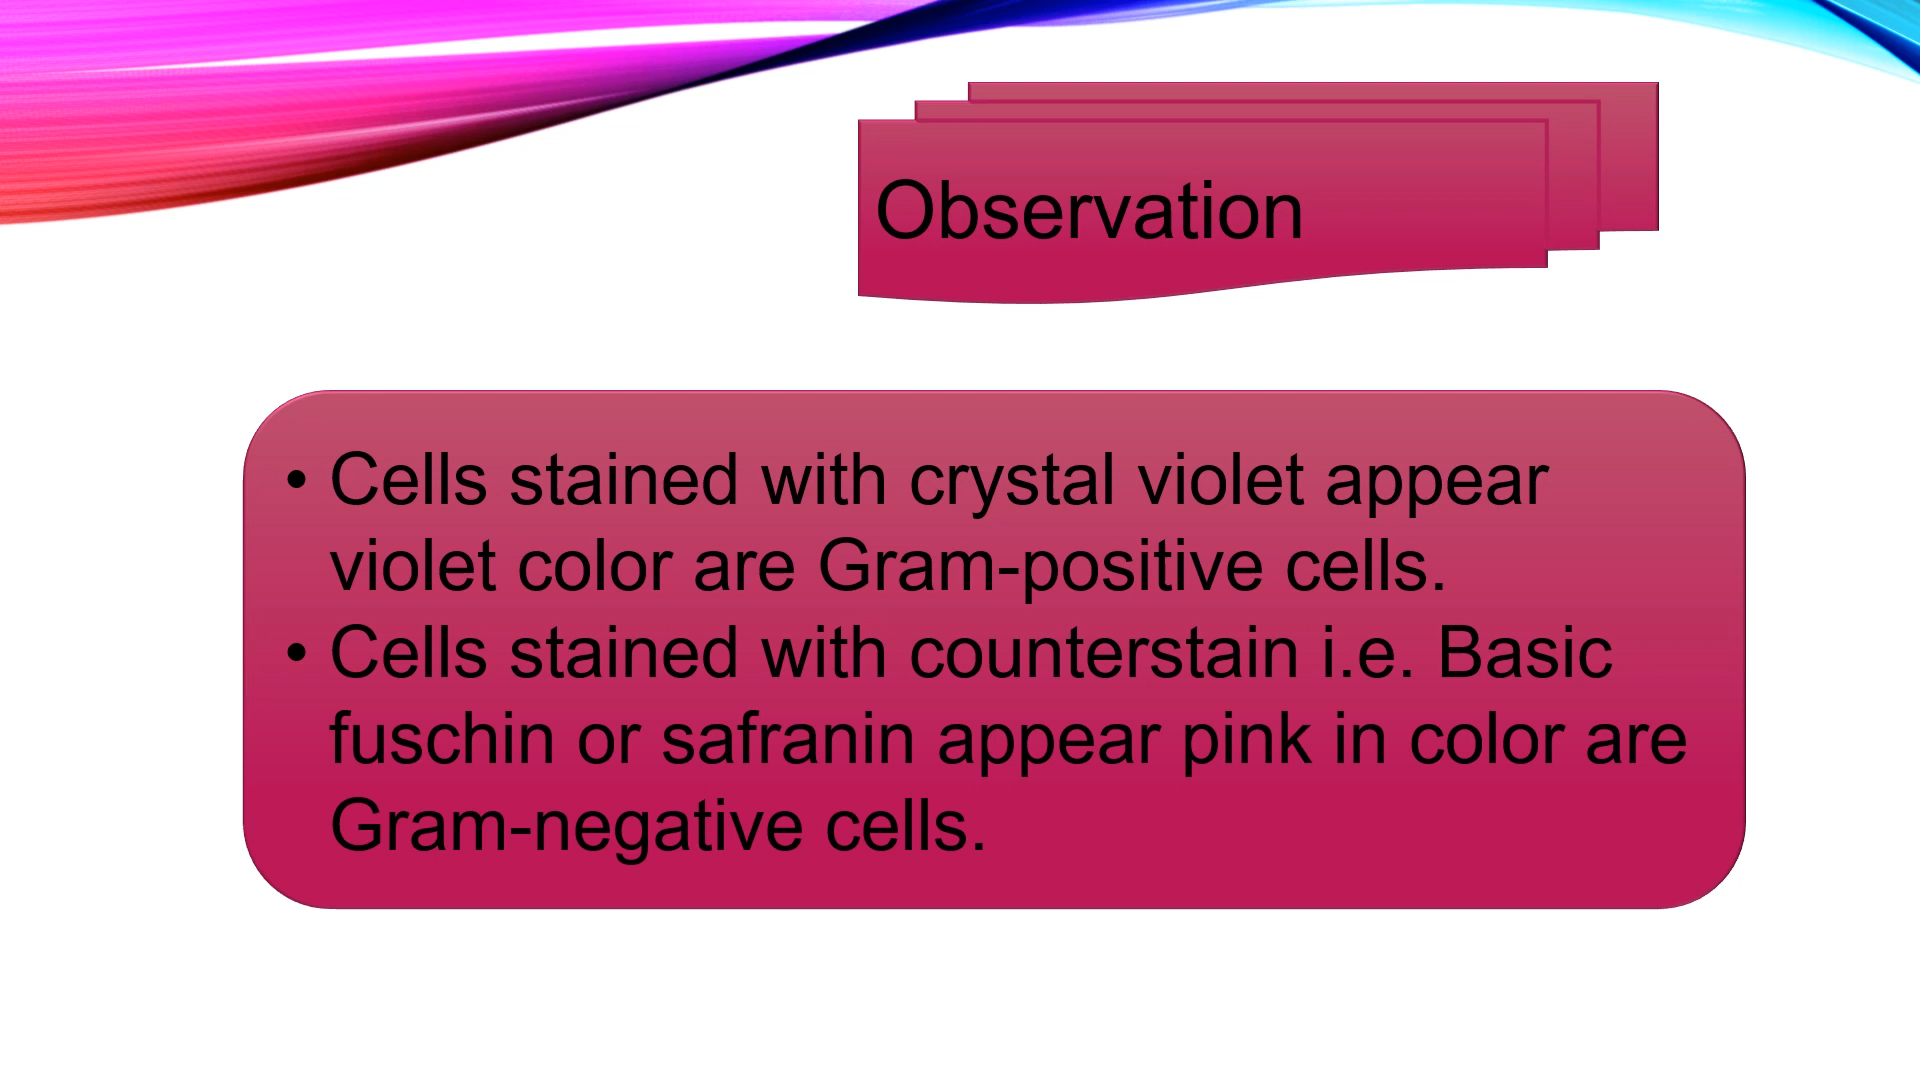 Observation
• Cells stained with crystal violet appear
violet color are Gram-positive cells.
• Cells stained with counterstain i.e. Basic
fuschin or safranin appear pink in color are
Gram-negative cells.